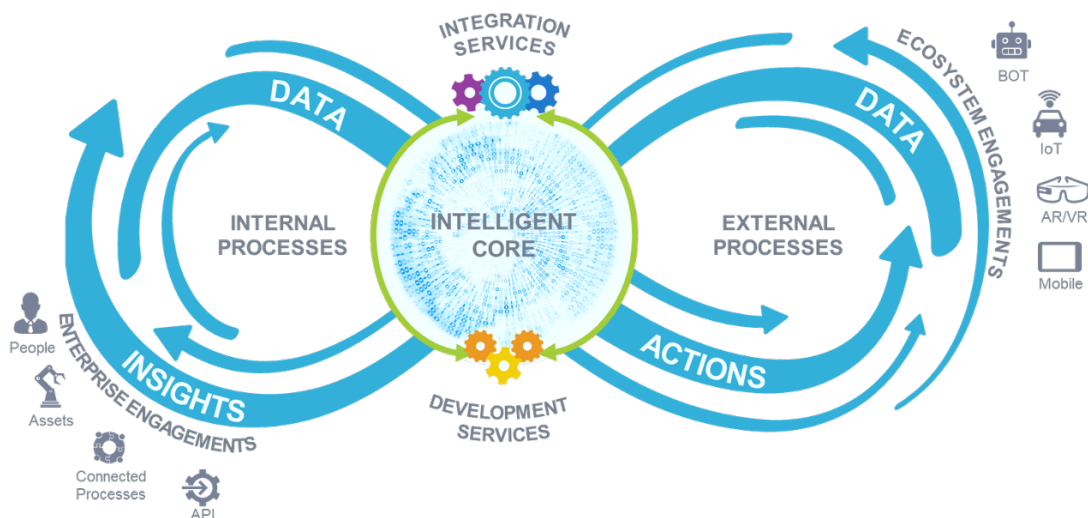 INTEGRATION
SERVICES
DATA
DATA
ECOSYSTEM ENGAGEMENTS
BOT
IoT
AR/VR
Mobile
INTERNAL
PROCESSES
INTELLIGENT
CORE
EXTERNAL
PROCESSES
People
Assets
Connected
Processes
API
ENTERPRISE ENGAGEMENTS
INSIGHTS
ACTIONS
DEVELOPMENT
SERVICES